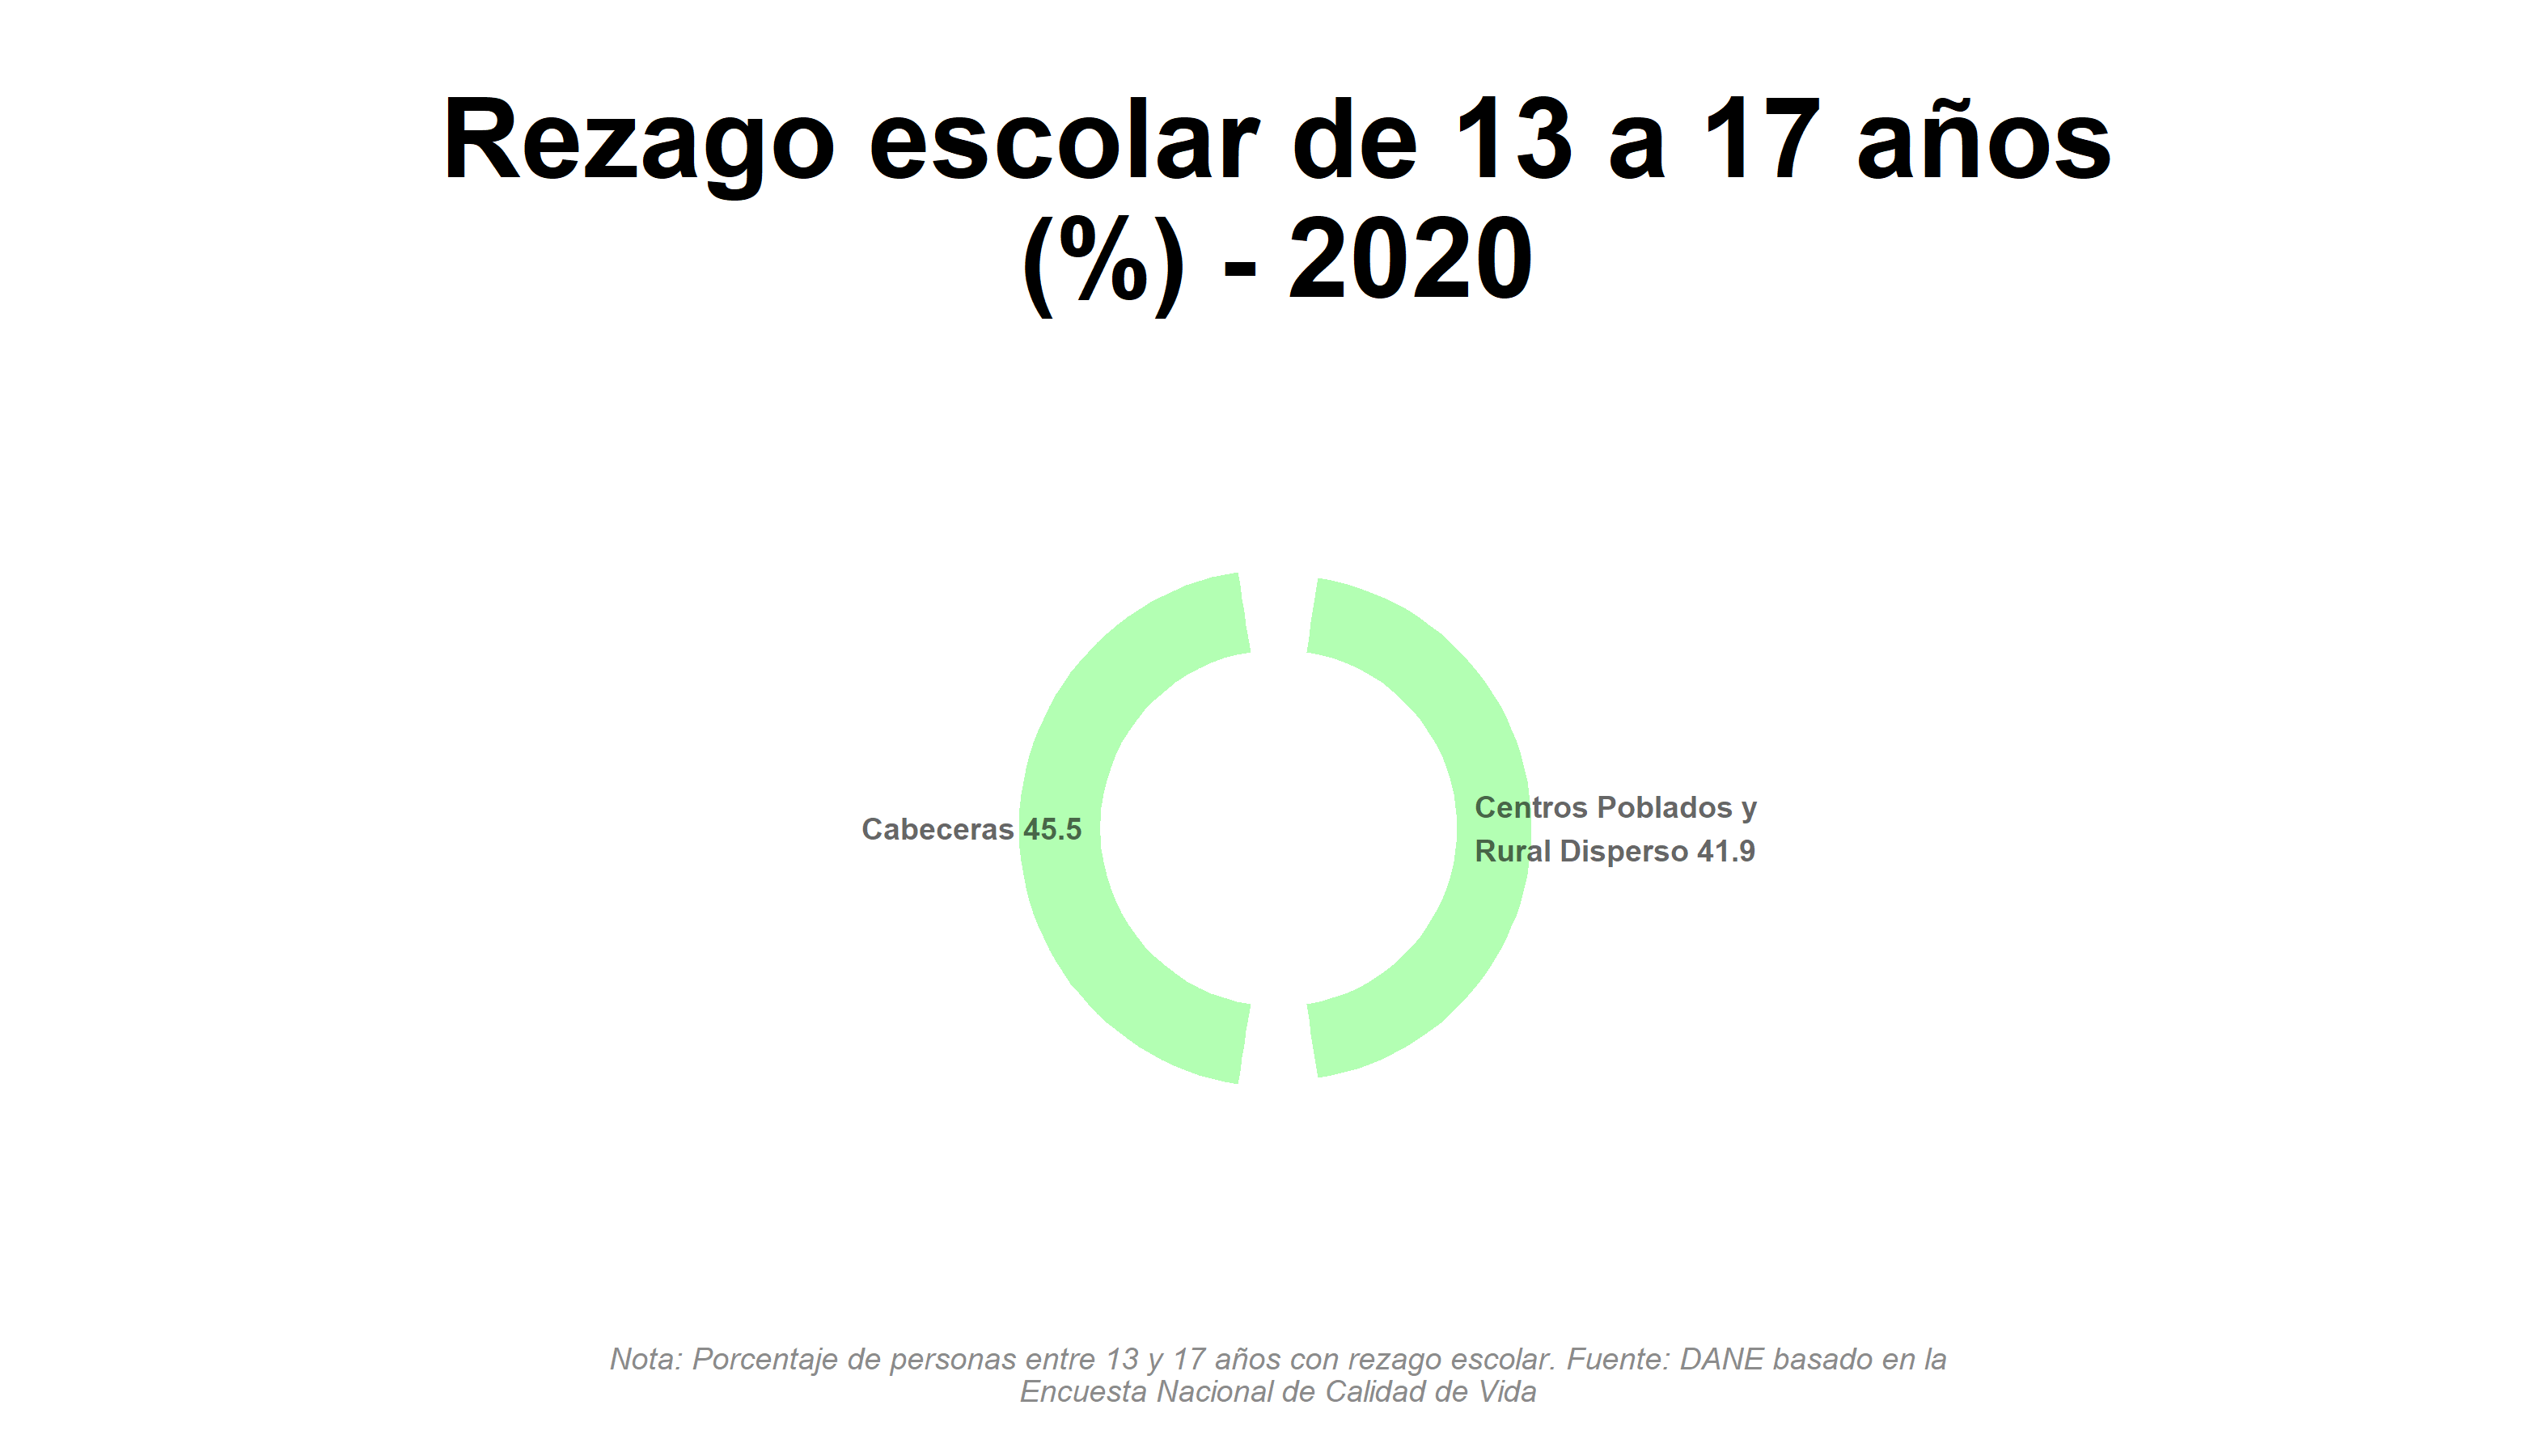 Rezago escolar de 13 a 17 años
(%) - 2020
Cabeceras 45.5
Centros Poblados y
Rural Disperso 41.9
Nota: Porcentaje de personas entre 13 y 17 años con rezago escolar. Fuente: DANE basado en la
Encuesta Nacional de Calidad de Vida